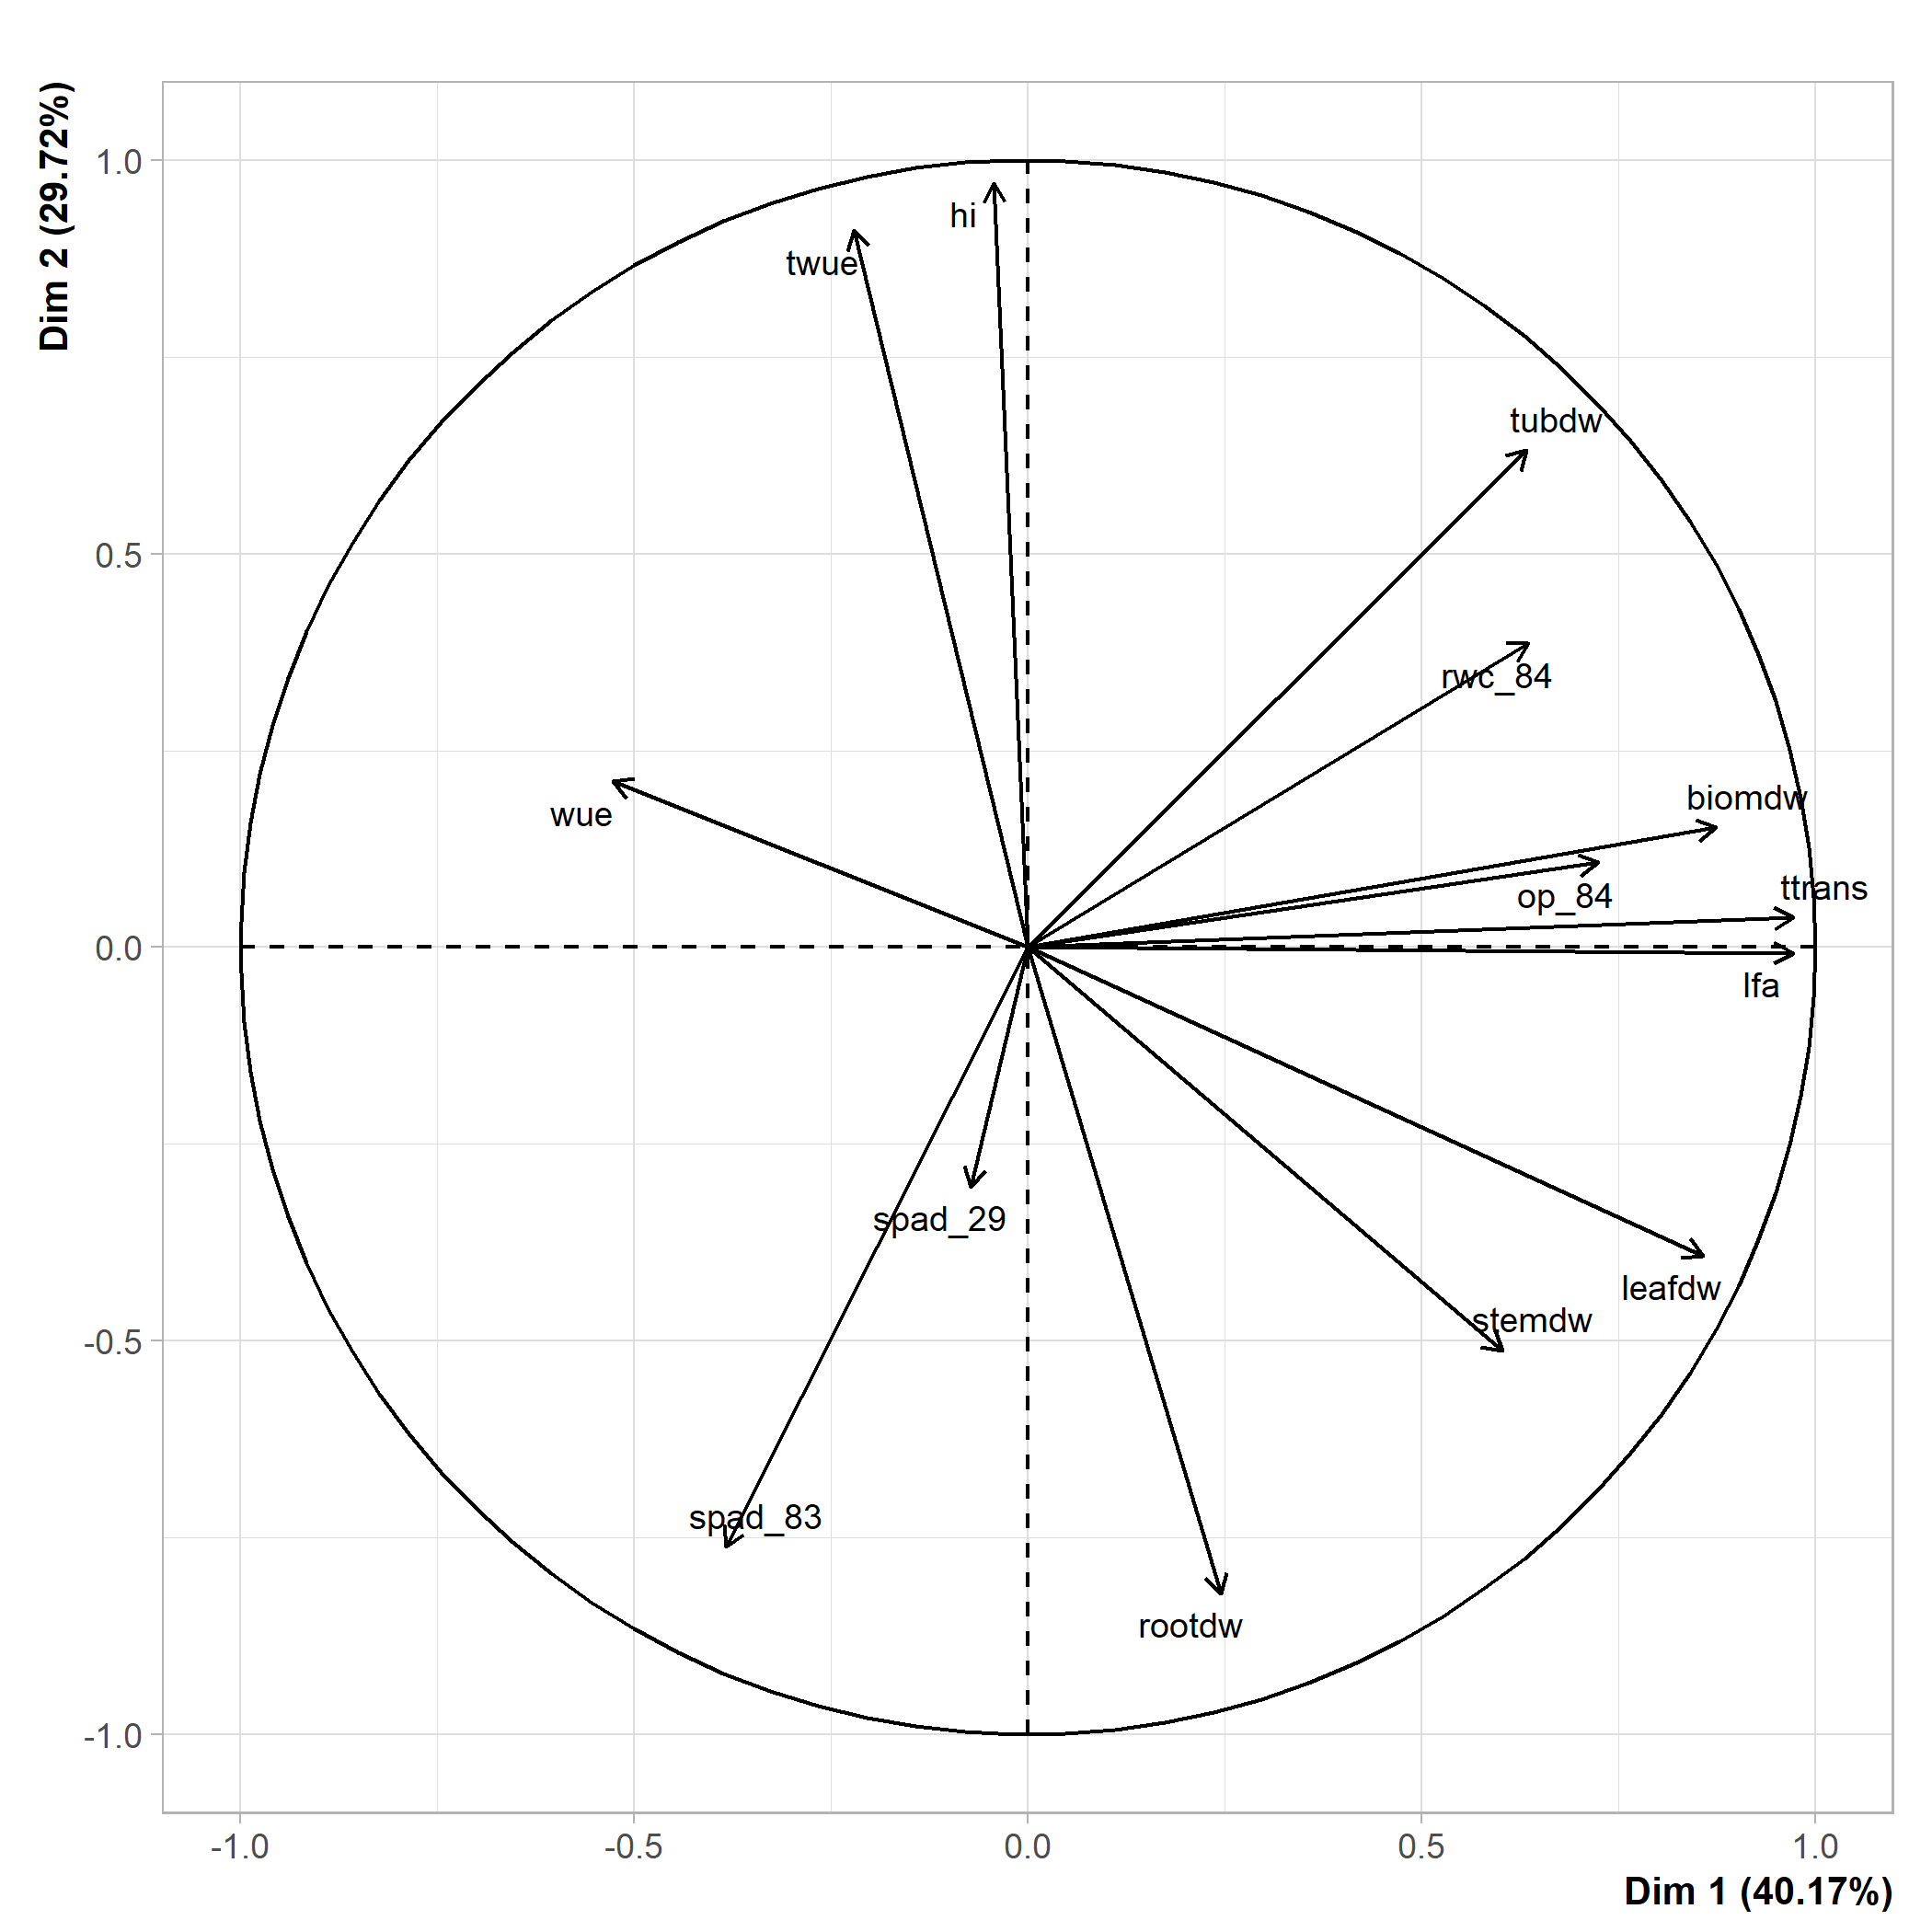 Dim 2 (29.72%)
1.0
0.5
0.0
-0.5
-1.0
hi
twue
tubdw
rwc_84
biomdw
wue
op_84
ttrans
lfa
spad_29
leafdw
stemdw
spad_83
rootdw
-1.0
-0.5
0.0
0.5
1.0
Dim 1 (40.17%)